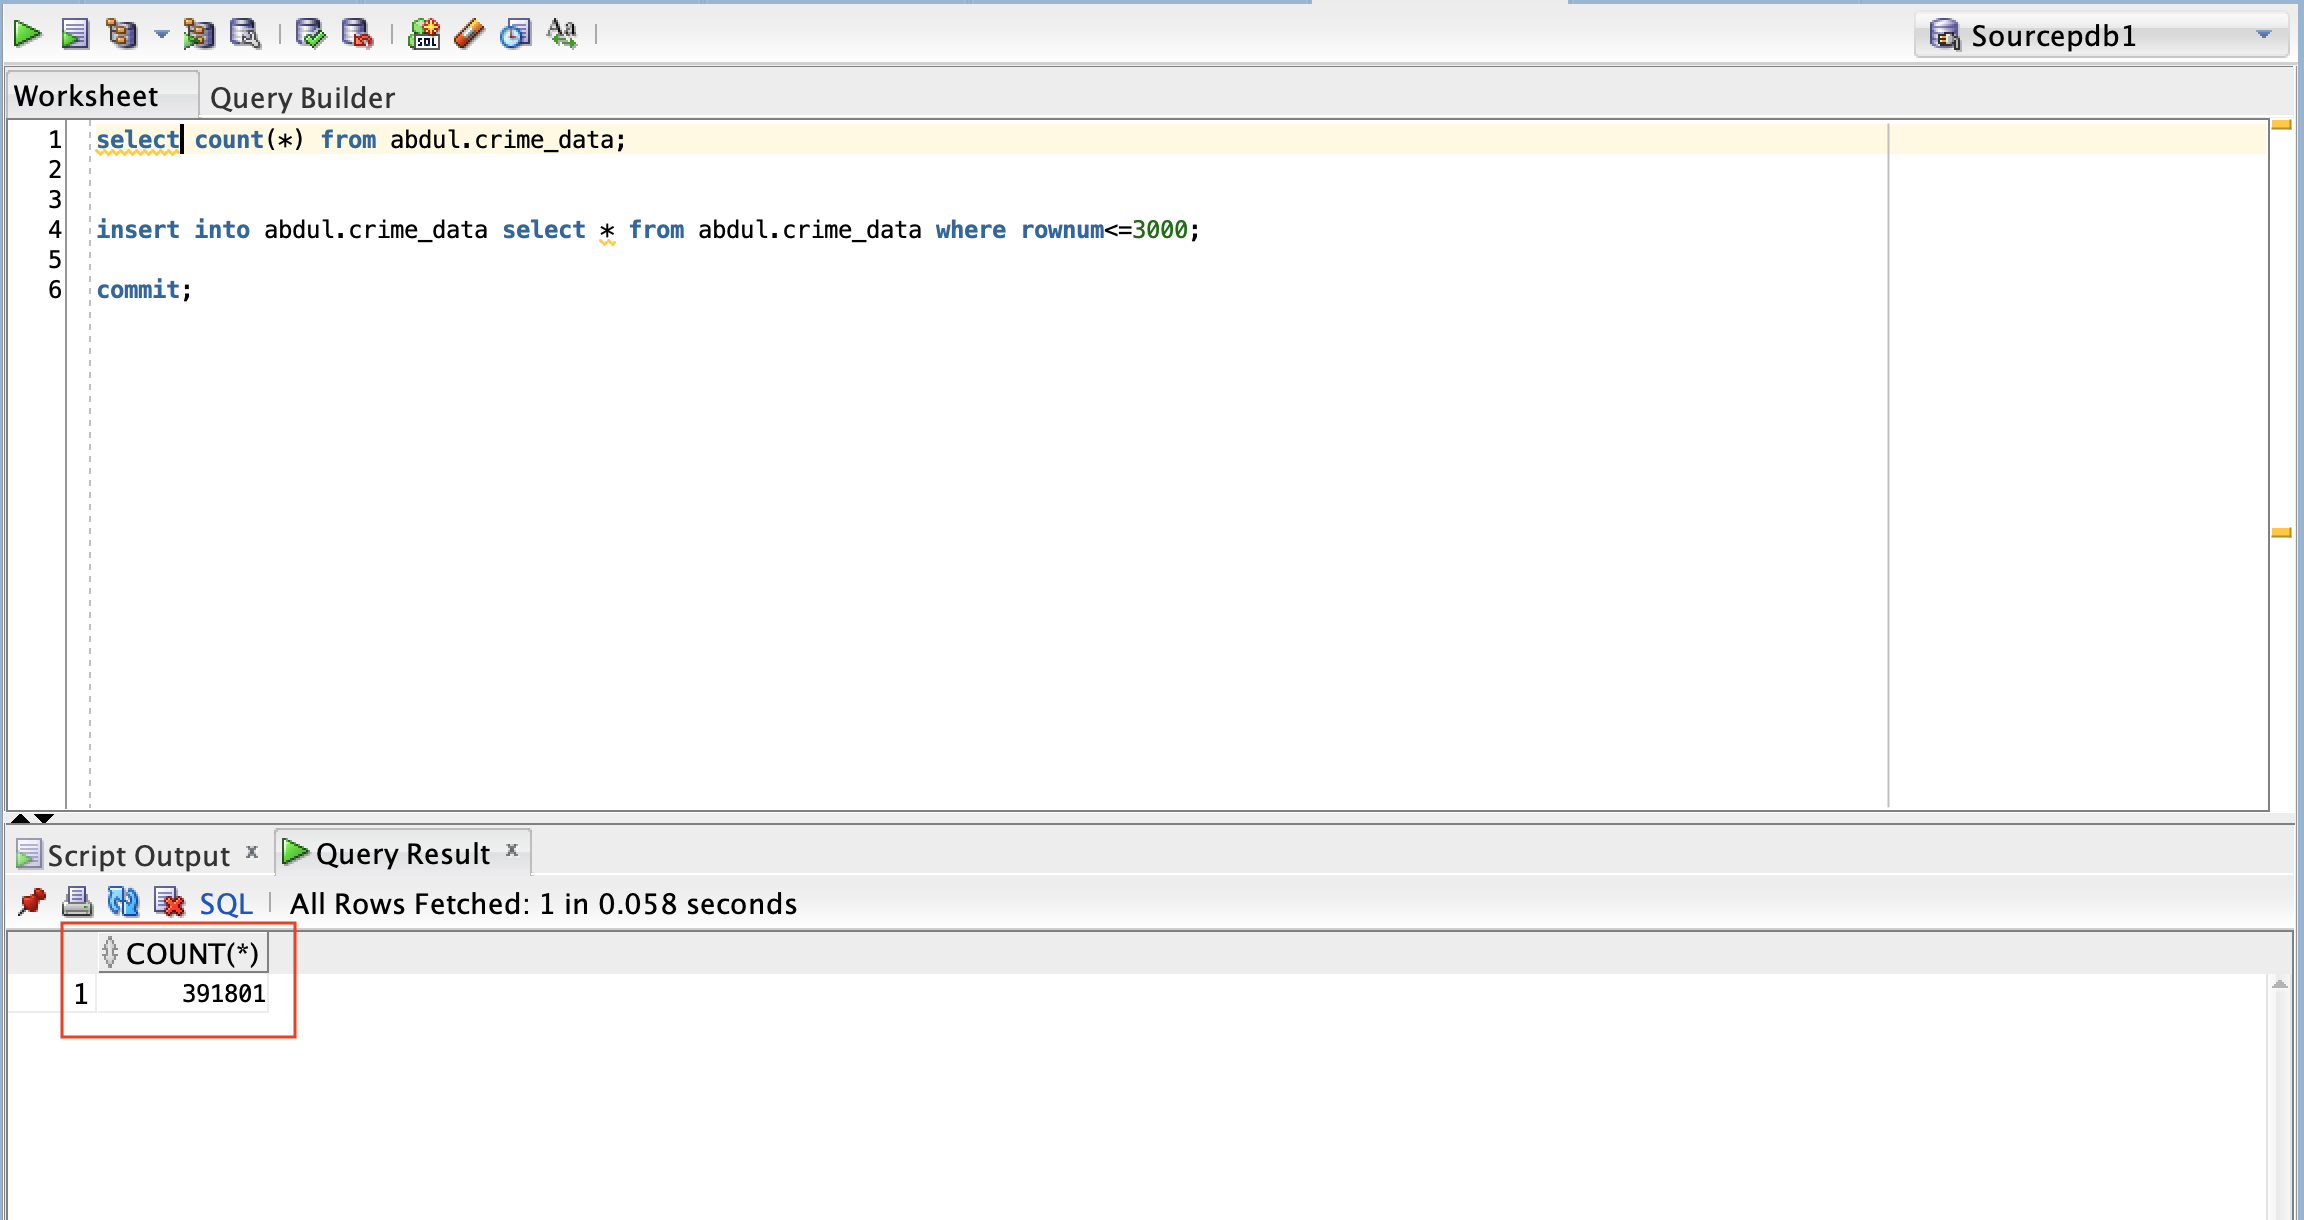 Sourcepdb1
Worksheet Query Builder
1 select count(*) from abdul.crime_data;
2
3
4 insert into abdul.crime_data select * from abdul.crime_data where rownum<=3000;
5
6 commit;
Script Output x Query Result x
SQL All Rows Fetched: 1 in 0.058 seconds
COUNT(*)
1 391801